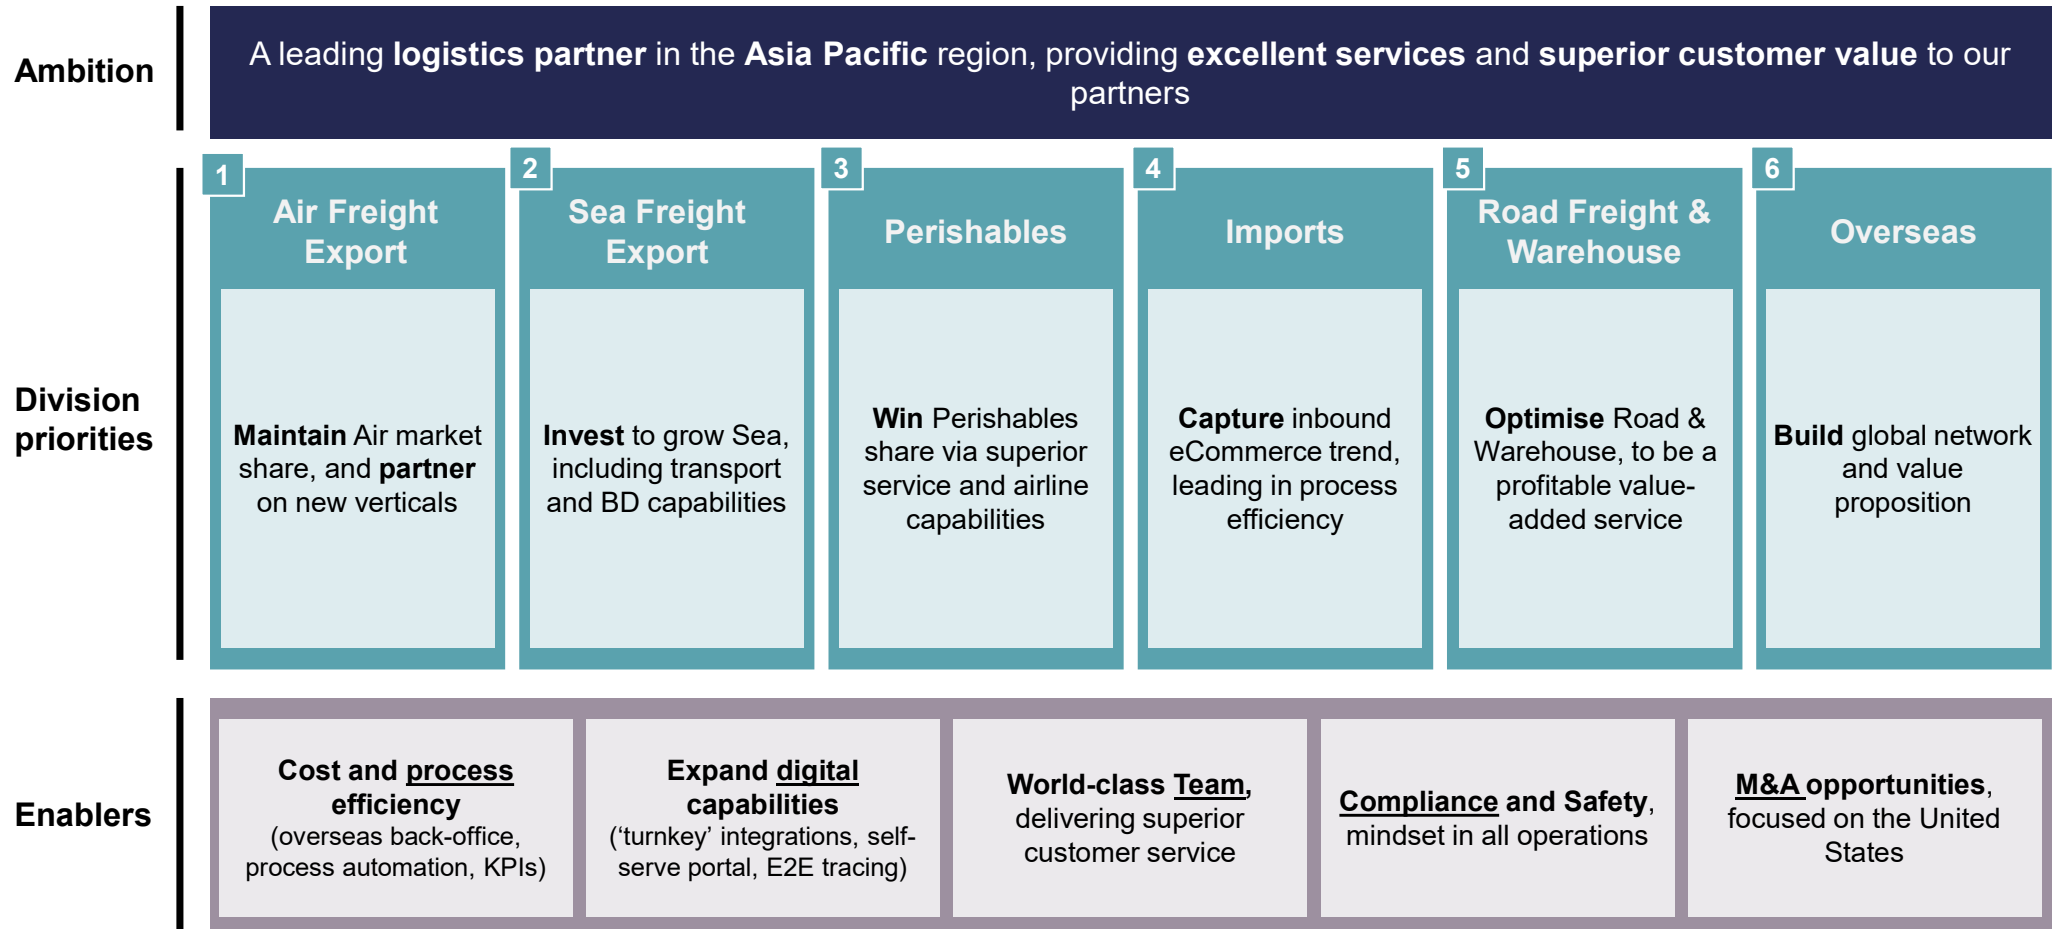 Ambition
A leading logistics partner in the Asia Pacific region, providing excellent services and superior customer value to our
partners
Division
priorities
1
Air Freight
Export
Maintain Air market
share, and partner
on new verticals
2
Sea Freight
Export
Invest to grow Sea,
including transport
and BD capabilities
3
Perishables
Win Perishables
share via superior
service and airline
capabilities
4
Imports
Capture inbound
eCommerce trend,
leading in process
efficiency
5
Road Freight &
Warehouse
Optimise Road &
Warehouse, to be a
profitable value-
added service
6
Overseas
Build global network
and value
proposition
Enablers
Cost and process
efficiency
(overseas back-office,
process automation, KPIs)
Expand digital
capabilities
(‘turnkey’ integrations, self-
serve portal, E2E tracing)
World-class Team,
delivering superior
customer service
Compliance and Safety,
mindset in all operations
M&A opportunities,
focused on the United
States